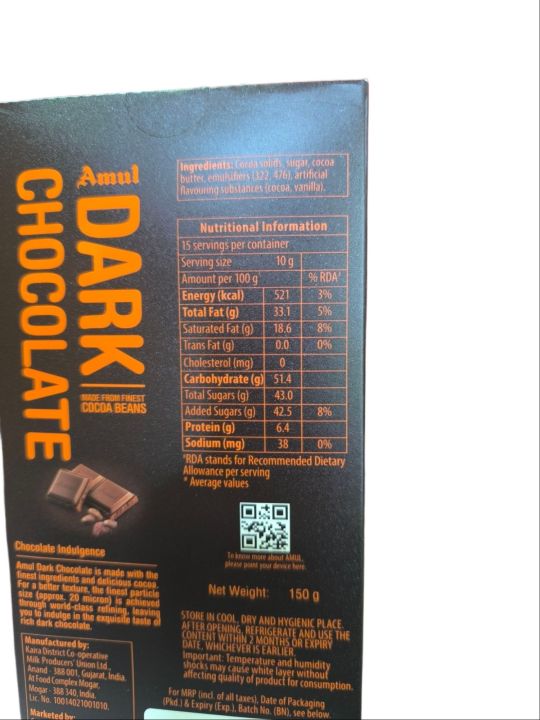 Amul
DARK
CHOCOLATE
MADE FROM FINEST
COCOA BEANS
Chocolate Indulgence
Amul Dark Chocolate is made with the
finest ingredients and delicious cocoa.
For a better texture, the finest particle
size (approx. 20 micron) is achieved
through world-class refining, leaving
you to indulge in the exquisite taste of
rich dark chocolate.
Manufactured by:
Kaira District Co-operative
Milk Producers' Union Ltd.,
Anand - 388 001, Gujarat, India.
At Food Complex Mogar,
Mogar - 388 340, India.
Lic. No. 10014021001010.
Marketed by:
Ingredients: Cocoa solids, sugar, cocoa
butter, emulsifiers (322, 476), artificial
flavouring substances (cocoa, vanilla).
Nutritional Information
15 servings per container
Serving size 10 g
Amount per 100 g* % RDA#
Energy (kcal) 521 3%
Total Fat (g) 33.1 5%
Saturated Fat (g) 18.6 8%
Trans Fat (g) 0.0 0%
Cholesterol (mg) 0
Carbohydrate (g) 51.4
Total Sugars (g) 43.0
Added Sugars (g) 42.5 8%
Protein (g) 6.4
Sodium (mg) 38 0%
#RDA stands for Recommended Dietary
Allowance per serving
* Average values
To know more about AMUL,
please point your device here
Net Weight: 150 g
STORE IN COOL, DRY AND HYGIENIC PLACE.
AFTER OPENING, REFRIGERATE AND USE THE
CONTENT WITHIN 2 MONTHS OR EXPIRY
DATE, WHICHEVER IS EARLIER.
Important: Temperature and humidity
shocks may cause white layer without
affecting quality of product for consumption.
For MRP (incl. of all taxes), Date of Packaging
(Pkd.) & Expiry (Exp.), Batch No. (BN), see below.